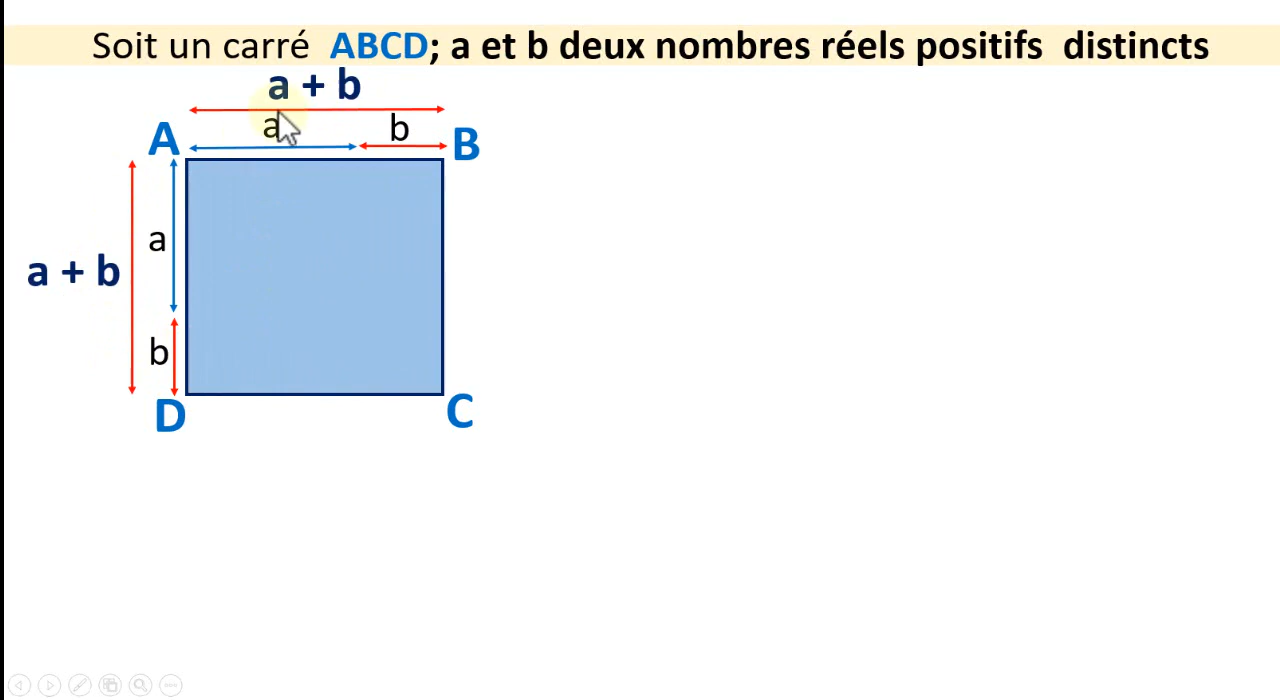 Soit un carré ABCD; a et b deux nombres réels positifs distincts
a + b
a b
A B
a
a + b
b
D C